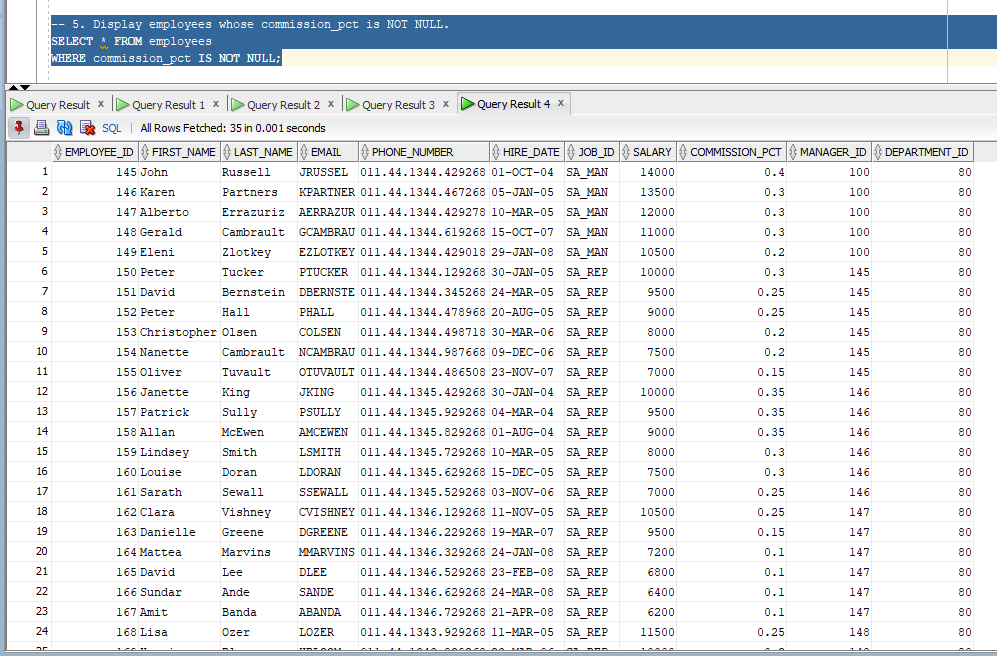 -- 5. Display employees whose commission_pct is NOT NULL.
SELECT * FROM employees
WHERE commission_pct IS NOT NULL;
Query Result x Query Result 1 x Query Result 2 x Query Result 3 x Query Result 4 x
SQL | All Rows Fetched: 35 in 0.001 seconds
EMPLOYEE_ID FIRST_NAME LAST_NAME EMAIL PHONE_NUMBER HIRE_DATE JOB_ID SALARY COMMISSION_PCT MANAGER_ID DEPARTMENT_ID
1 145 John Russell JRUSSEL 011.44.1344.429268 01-OCT-04 SA_MAN 14000 0.4 100 80
2 146 Karen Partners KPARTNER 011.44.1344.467268 05-JAN-05 SA_MAN 13500 0.3 100 80
3 147 Alberto Errazuriz AERRAZUR 011.44.1344.429278 10-MAR-05 SA_MAN 12000 0.3 100 80
4 148 Gerald Cambrault GCAMBRAU 011.44.1344.619268 15-OCT-07 SA_MAN 11000 0.3 100 80
5 149 Eleni Zlotkey EZLOTKEY 011.44.1344.429018 29-JAN-08 SA_MAN 10500 0.2 100 80
6 150 Peter Tucker PTUCKER 011.44.1344.129268 30-JAN-05 SA_REP 10000 0.3 145 80
7 151 David Bernstein DBERNSTE 011.44.1344.345268 24-MAR-05 SA_REP 9500 0.25 145 80
8 152 Peter Hall PHALL 011.44.1344.478968 20-AUG-05 SA_REP 9000 0.25 145 80
9 153 Christopher Olsen COLSEN 011.44.1344.498718 30-MAR-06 SA_REP 8000 0.2 145 80
10 154 Nanette Cambrault NCAMBRAU 011.44.1344.987668 09-DEC-06 SA_REP 7500 0.2 145 80
11 155 Oliver Tuvault OTUVAULT 011.44.1344.486508 23-NOV-07 SA_REP 7000 0.15 145 80
12 156 Janette King JKING 011.44.1345.429268 30-JAN-04 SA_REP 10000 0.35 146 80
13 157 Patrick Sully PSULLY 011.44.1345.929268 04-MAR-04 SA_REP 9500 0.35 146 80
14 158 Allan McEwen AMCEWEN 011.44.1345.829268 01-AUG-04 SA_REP 9000 0.35 146 80
15 159 Lindsey Smith LSMITH 011.44.1345.729268 10-MAR-05 SA_REP 8000 0.3 146 80
16 160 Louise Doran LDORAN 011.44.1345.629268 15-DEC-05 SA_REP 7500 0.3 146 80
17 161 Sarath Sewall SSEWALL 011.44.1345.529268 03-NOV-06 SA_REP 7000 0.25 146 80
18 162 Clara Vishney CVISHNEY 011.44.1346.129268 11-NOV-05 SA_REP 10500 0.25 147 80
19 163 Danielle Greene DGREENE 011.44.1346.229268 19-MAR-07 SA_REP 9500 0.15 147 80
20 164 Mattea Marvins MMARVINS 011.44.1346.329268 24-JAN-08 SA_REP 7200 0.1 147 80
21 165 David Lee DLEE 011.44.1346.529268 23-FEB-08 SA_REP 6800 0.1 147 80
22 166 Sundar Ande SANDE 011.44.1346.629268 24-MAR-08 SA_REP 6400 0.1 147 80
23 167 Amit Banda ABANDA 011.44.1346.729268 21-APR-08 SA_REP 6200 0.1 147 80
24 168 Lisa Ozer LOZER 011.44.1343.929268 11-MAR-05 SA_REP 11500 0.25 148 80